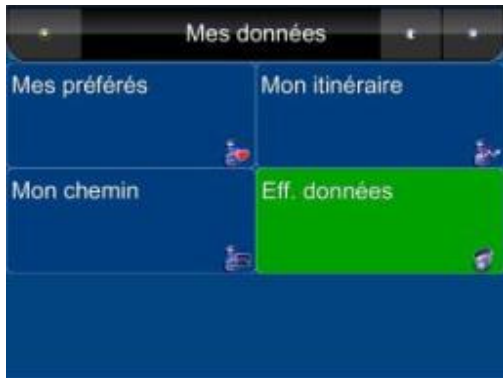 Mes données
Mes préférés
Mon itinéraire
Mon chemin
Eff. données